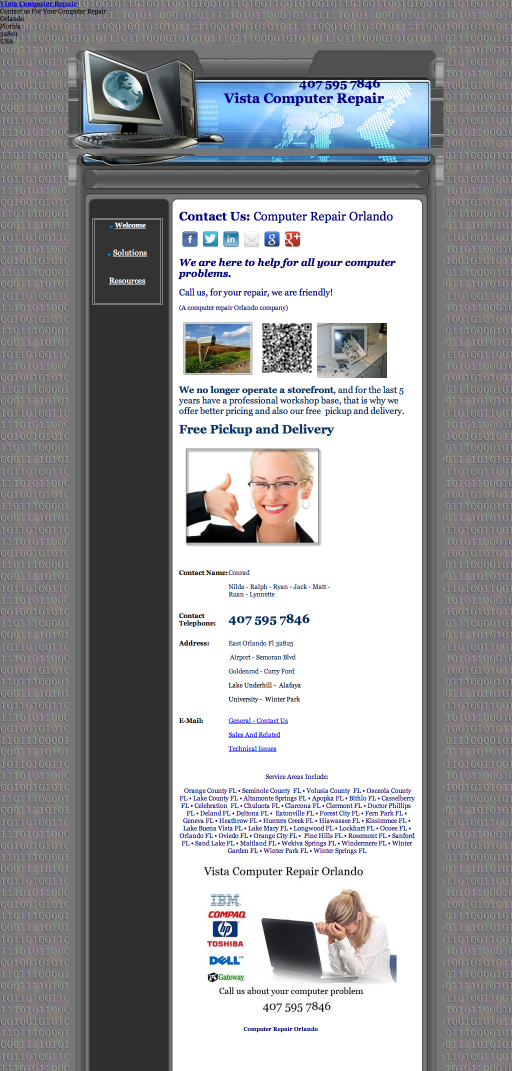 Vista Computer Repair
Contact us For Your Computer Repair
Orlando
Florida
32801
USA
407 595 7846
Vista Computer Repair
Welcome
Solutions
Resources
Contact Us: Computer Repair Orlando
We are here to help for all your computer
problems.
Call us, for your repair, we are friendly!
(A computer repair Orlando company)
We no longer operate a storefront, and for the last 5
years have a professional workshop base, that is why we
offer better pricing and also our free pickup and delivery.
Free Pickup and Delivery
Contact Name: Conrad
Nilda - Ralph - Ryan - Jack - Matt -
Ruan - Lynnette
Contact
Telephone:
407 595 7846
Address: East Orlando Fl 32825
Airport - Semoran Blvd
Goldenrod - Curry Ford
Lake Underhill - Alafaya
University - Winter Park
E-Mail: General - Contact Us
Sales And Related
Technical Issues
Service Areas Include:
Orange County FL • Seminole County FL • Volusia County FL • Osceola County
FL • Lake County FL • Altamonte Springs FL • Apopka FL • Bithlo FL • Casselberry
FL • Celebration FL • Chuluota FL • Clarcona FL • Clermont FL • Doctor Phillips
FL • Deland FL • Deltona FL • Eatonville FL • Forest City FL • Fern Park FL •
Geneva FL • Heathrow FL • Hunters Creek FL • Hiawassee FL • Kissimmee FL •
Lake Buena Vista FL • Lake Mary FL • Longwood FL • Lockhart FL • Ocoee FL •
Orlando FL • Oviedo FL • Orange City FL • Pine Hills FL • Rosemont FL • Sanford
FL • Sand Lake FL • Maitland FL • Wekiva Springs FL • Windermere FL • Winter
Garden FL • Winter Park FL • Winter Springs FL
Vista Computer Repair Orlando
IBM
COMPAQ
hp
TOSHIBA
DELL
Gateway
Call us about your computer problem
407 595 7846
Computer Repair Orlando